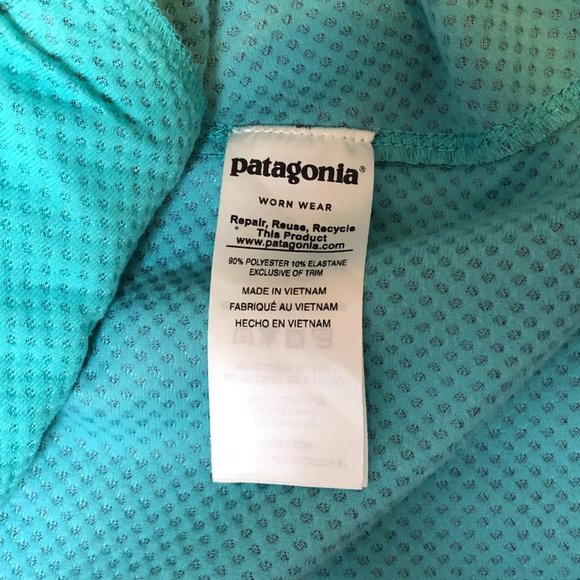 patagonia®
WORN WEAR
Repair, Reuse, Recycle
This Product
www.patagonia.com
90% POLYESTER 10% ELASTANE
EXCLUSIVE OF TRIM
MADE IN VIETNAM
FABRIQUÉ AU VIETNAM
HECHO EN VIETNAM